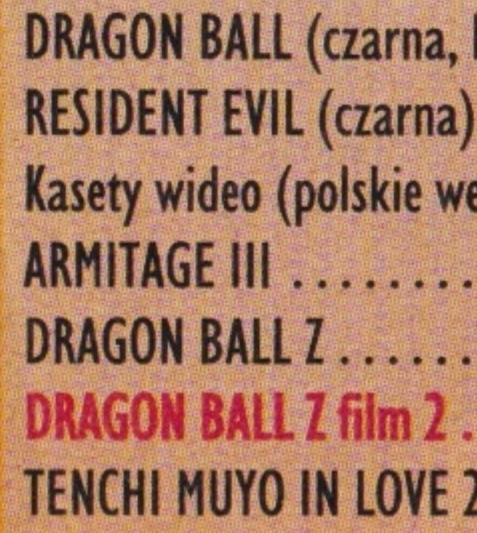 DRAGON BALL (czarna,
RESIDENT EVIL (czarna)
Kasety wideo (polskie we
ARMITAGE III ........
DRAGON BALL Z ......
DRAGON BALL Z film 2 .
TENCHI MUYO IN LOVE 2